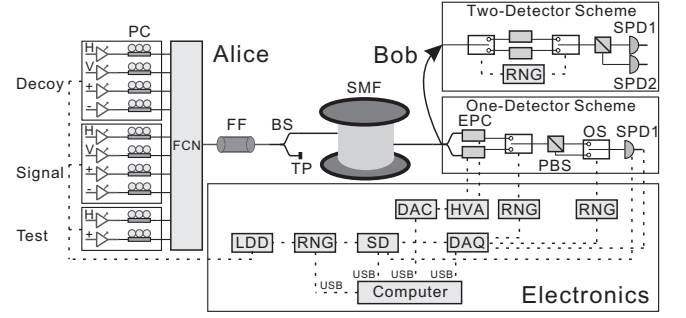 Two-Detector Scheme
SPD1
RNG
SPD2
PC
Alice
Bob
H
V
+
-
Decoy
SMF
One-Detector Scheme
EPC
OS
SPD1
PBS
FF
BS
FCN
TP
H
V
+
-
Signal
H
+
Test
DAC
HVA
RNG
RNG
LDD
RNG
SD
DAQ
USB
USB
USB
USB
Computer
Electronics